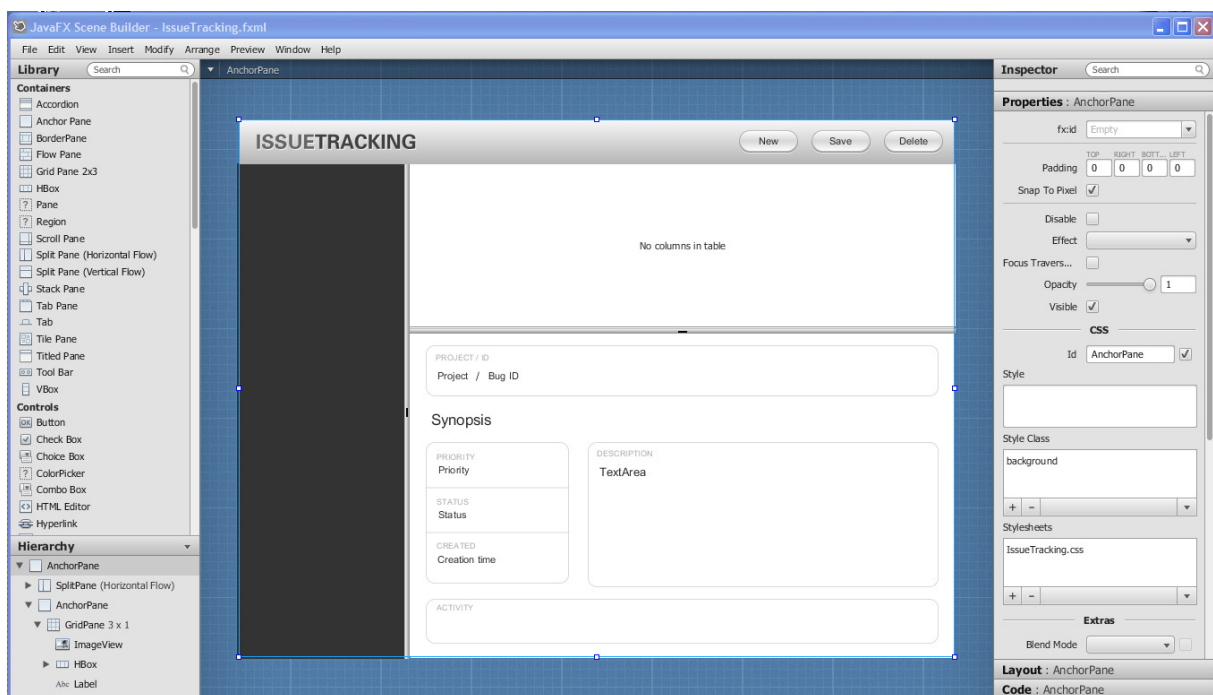 JavaFX Scene Builder - IssueTracking.fxml
File Edit View Insert Modify Arrange Preview Window Help
Library
Search
Containers
Accordion
Anchor Pane
BorderPane
Flow Pane
Grid Pane 2x3
HBox
Pane
Region
Scroll Pane
Split Pane (Horizontal Flow)
Split Pane (Vertical Flow)
Stack Pane
Tab Pane
Tab
Tile Pane
Titled Pane
Tool Bar
VBox
Controls
Button
Check Box
Choice Box
ColorPicker
Combo Box
HTML Editor
Hyperlink
Hierarchy
AnchorPane
SplitPane (Horizontal Flow)
AnchorPane
GridPane 3 x 1
ImageView
HBox
Abc Label
AnchorPane
ISSUETRACKING
New Save Delete
No columns in table
PROJECT / ID
Project / Bug ID
Synopsis
PRIORITY
Priority
STATUS
Status
CREATED
Creation time
DESCRIPTION
TextArea
ACTIVITY
Inspector
Search
Properties : AnchorPane
fx:id Empty
TOP RIGHT BOTT... LEFT
Padding 0 0 0 0
Snap To Pixel
Disable
Effect
Focus Travers...
Opacity 1
Visible
CSS
Id AnchorPane
Style
Style Class
background
+ -
Stylesheets
IssueTracking.css
+ -
Extras
Blend Mode
Layout : AnchorPane
Code : AnchorPane